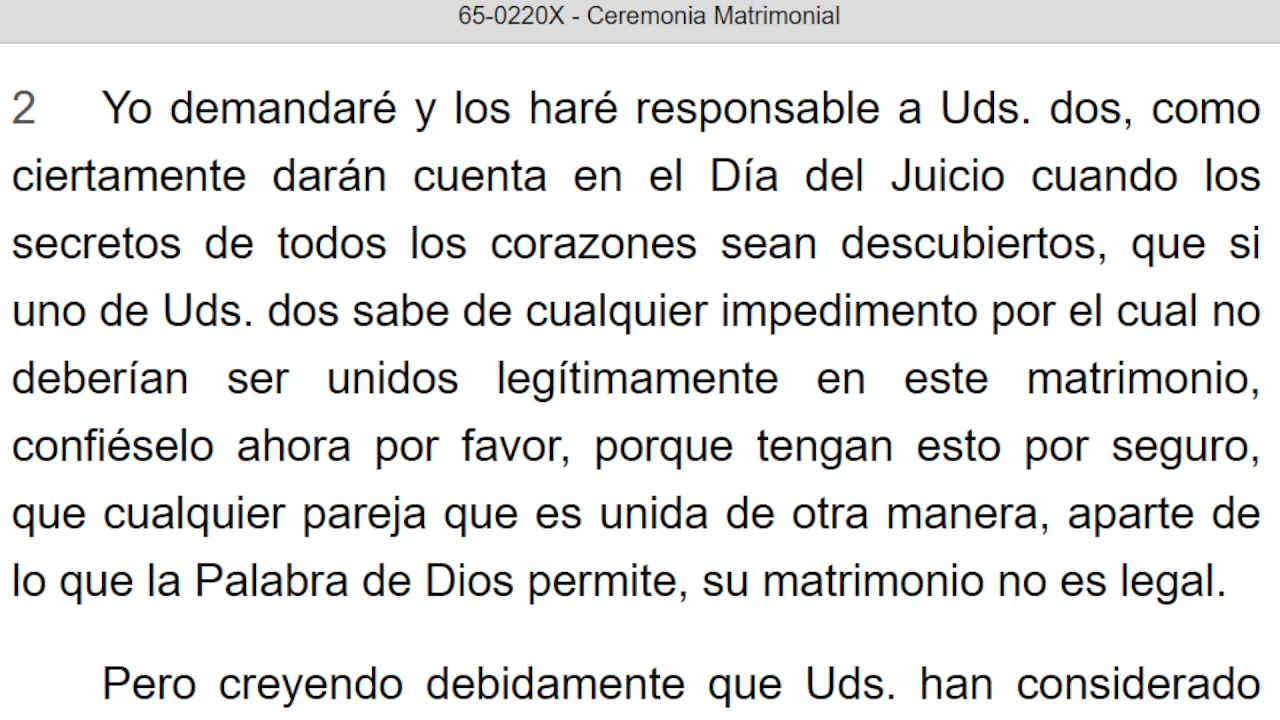 65-0220X - Ceremonia Matrimonial
2 Yo demandaré y los haré responsable a Uds. dos, como
ciertamente darán cuenta en el Día del Juicio cuando los
secretos de todos los corazones sean descubiertos, que si
uno de Uds. dos sabe de cualquier impedimento por el cual no
deberían ser unidos legítimamente en este matrimonio,
confiéselo ahora por favor, porque tengan esto por seguro,
que cualquier pareja que es unida de otra manera, aparte de
lo que la Palabra de Dios permite, su matrimonio no es legal.
Pero creyendo debidamente que Uds. han considerado